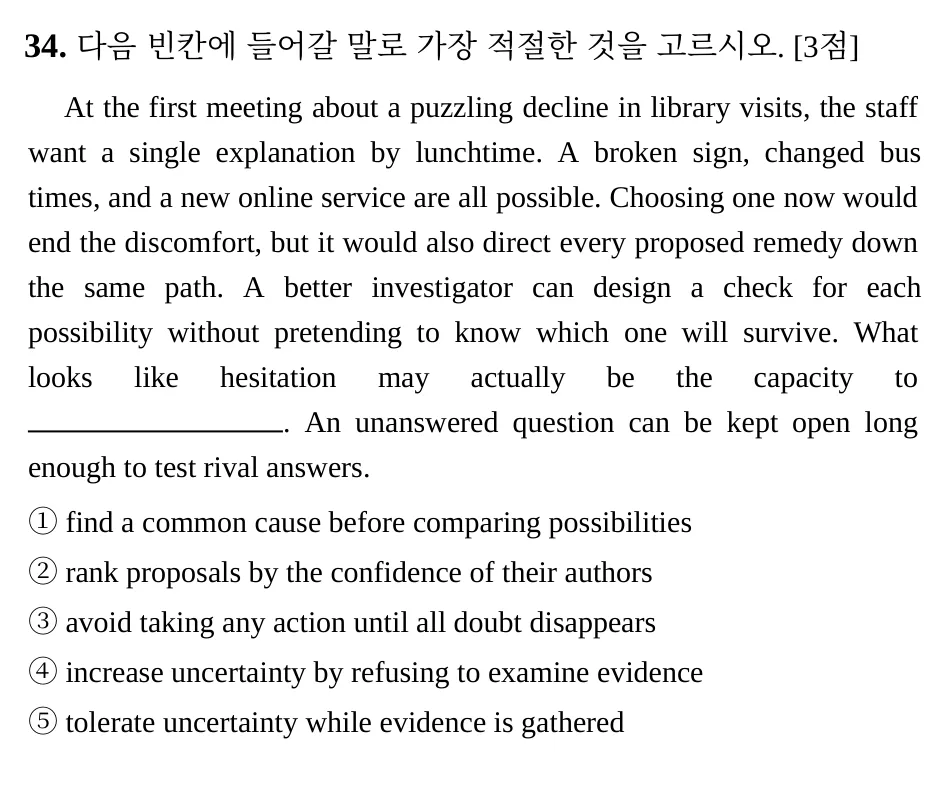 34. 다음 빈칸에 들어갈 말로 가장 적절한 것을 고르시오. [3점]
At the first meeting about a puzzling decline in library visits, the staff
want a single explanation by lunchtime. A broken sign, changed bus
times, and a new online service are all possible. Choosing one now would
end the discomfort, but it would also direct every proposed remedy down
the same path. A better investigator can design a check for each
possibility without pretending to know which one will survive. What
looks like hesitation may actually be the capacity to
_________________. An unanswered question can be kept open long
enough to test rival answers.
① find a common cause before comparing possibilities
② rank proposals by the confidence of their authors
③ avoid taking any action until all doubt disappears
④ increase uncertainty by refusing to examine evidence
⑤ tolerate uncertainty while evidence is gathered